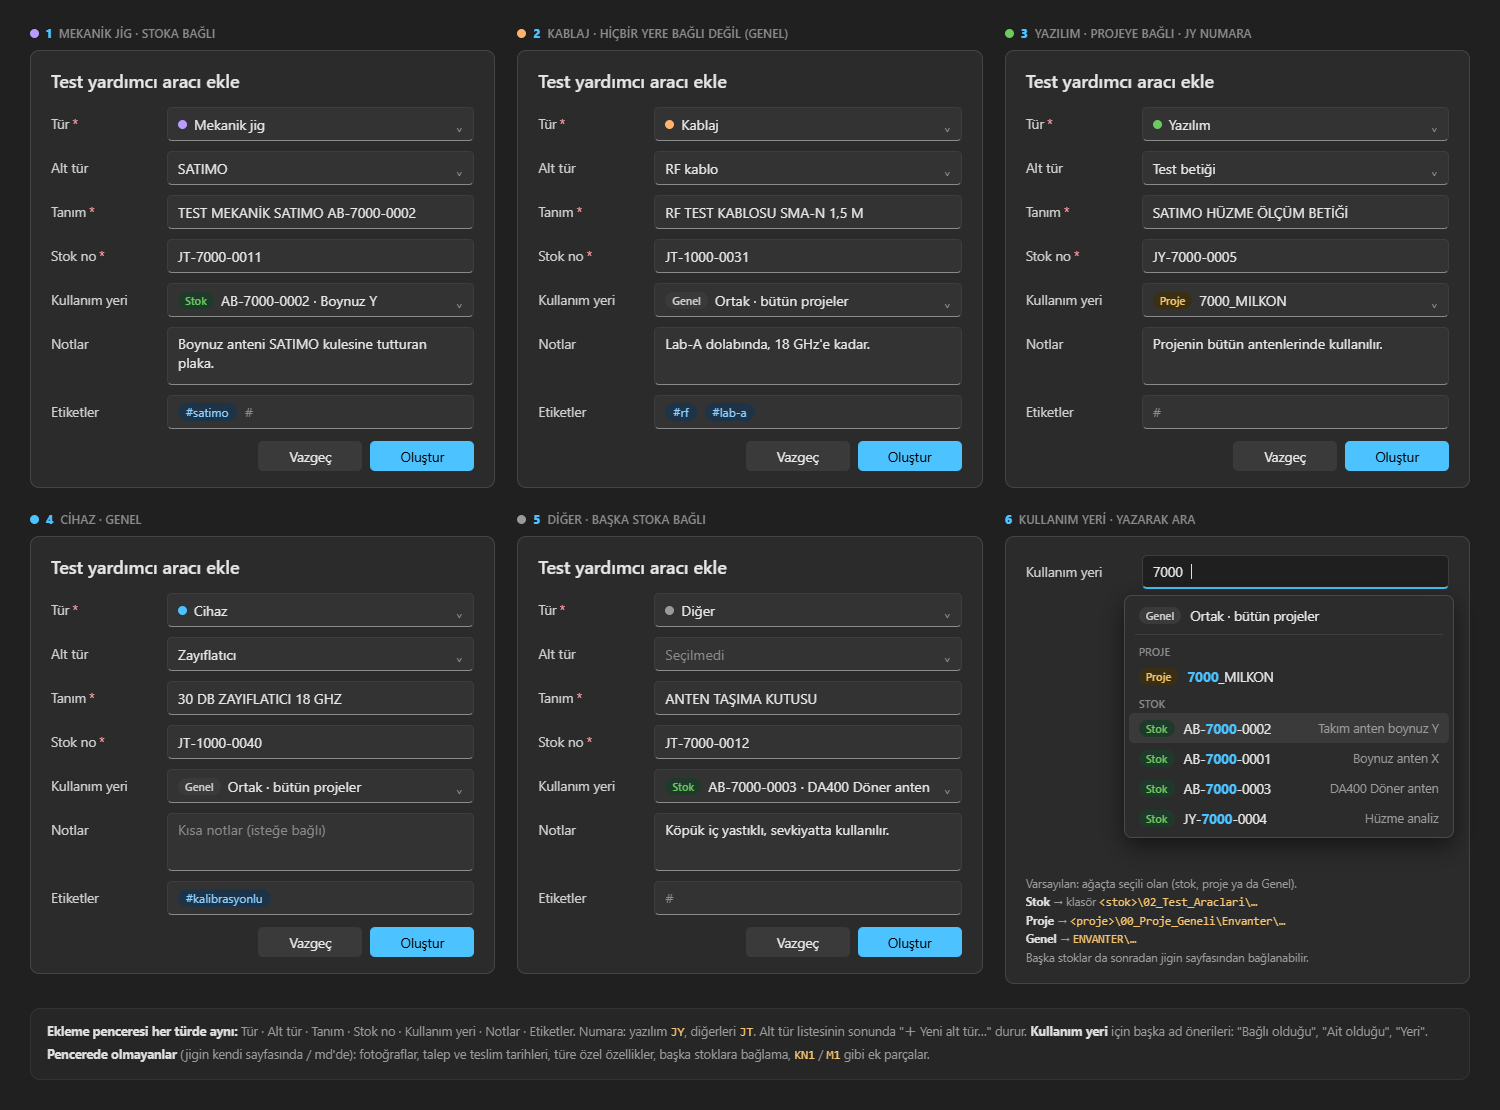 1 MEKANİK JİG · STOKA BAĞLI
Test yardımcı aracı ekle
Tür *
Mekanik jig
Alt tür
SATIMO
Tanım *
TEST MEKANİK SATIMO AB-7000-0002
Stok no *
JT-7000-0011
Kullanım yeri
Stok AB-7000-0002 · Boynuz Y
Notlar
Boynuz anteni SATIMO kulesine tutturan
plaka.
Etiketler
#satimo #
Vazgeç
Oluştur
2 KABLAJ · HİÇBİR YERE BAĞLI DEĞİL (GENEL)
Test yardımcı aracı ekle
Tür *
Kablaj
Alt tür
RF kablo
Tanım *
RF TEST KABLOSU SMA-N 1,5 M
Stok no *
JT-1000-0031
Kullanım yeri
Genel Ortak · bütün projeler
Notlar
Lab-A dolabında, 18 GHz'e kadar.
Etiketler
#rf #lab-a
Vazgeç
Oluştur
3 YAZILIM · PROJEYE BAĞLI · JY NUMARA
Test yardımcı aracı ekle
Tür *
Yazılım
Alt tür
Test betiği
Tanım *
SATIMO HÜZME ÖLÇÜM BETİĞİ
Stok no *
JY-7000-0005
Kullanım yeri
Proje 7000_MILKON
Notlar
Projenin bütün antenlerinde kullanılır.
Etiketler
#
Vazgeç
Oluştur
4 CİHAZ · GENEL
Test yardımcı aracı ekle
Tür *
Cihaz
Alt tür
Zayıflatıcı
Tanım *
30 DB ZAYIFLATICI 18 GHZ
Stok no *
JT-1000-0040
Kullanım yeri
Genel Ortak · bütün projeler
Notlar
Kısa notlar (isteğe bağlı)
Etiketler
#kalibrasyonlu
Vazgeç
Oluştur
5 DİĞER · BAŞKA STOKA BAĞLI
Test yardımcı aracı ekle
Tür *
Diğer
Alt tür
Seçilmedi
Tanım *
ANTEN TAŞIMA KUTUSU
Stok no *
JT-7000-0012
Kullanım yeri
Stok AB-7000-0003 · DA400 Döner anten
Notlar
Köpük iç yastıklı, sevkiyatta kullanılır.
Etiketler
#
Vazgeç
Oluştur
6 KULLANIM YERİ · YAZARAK ARA
Kullanım yeri
7000
Genel Ortak · bütün projeler
PROJE
Proje 7000_MILKON
STOK
Stok AB-7000-0002 Takım anten boynuz Y
Stok AB-7000-0001 Boynuz anten X
Stok AB-7000-0003 DA400 Döner anten
Stok JY-7000-0004 Hüzme analiz
Varsayılan: ağaçta seçili olan (stok, proje ya da Genel).
Stok → klasör <stok>\02_Test_Araclari\…
Proje → <proje>\00_Proje_Geneli\Envanter\…
Genel → ENVANTER\…
Başka stoklar da sonradan jigin sayfasından bağlanabilir.
Ekleme penceresi her türde aynı: Tür · Alt tür · Tanım · Stok no · Kullanım yeri · Notlar · Etiketler. Numara: yazılım JY, diğerleri JT. Alt tür listesinin sonunda "＋ Yeni alt tür…" durur. Kullanım yeri için başka ad önerileri: "Bağlı olduğu", "Ait olduğu", "Yeri".
Pencerede olmayanlar (jigin kendi sayfasında / md'de): fotoğraflar, talep ve teslim tarihleri, türe özel özellikler, başka stoklara bağlama, KN1 / M1 gibi ek parçalar.